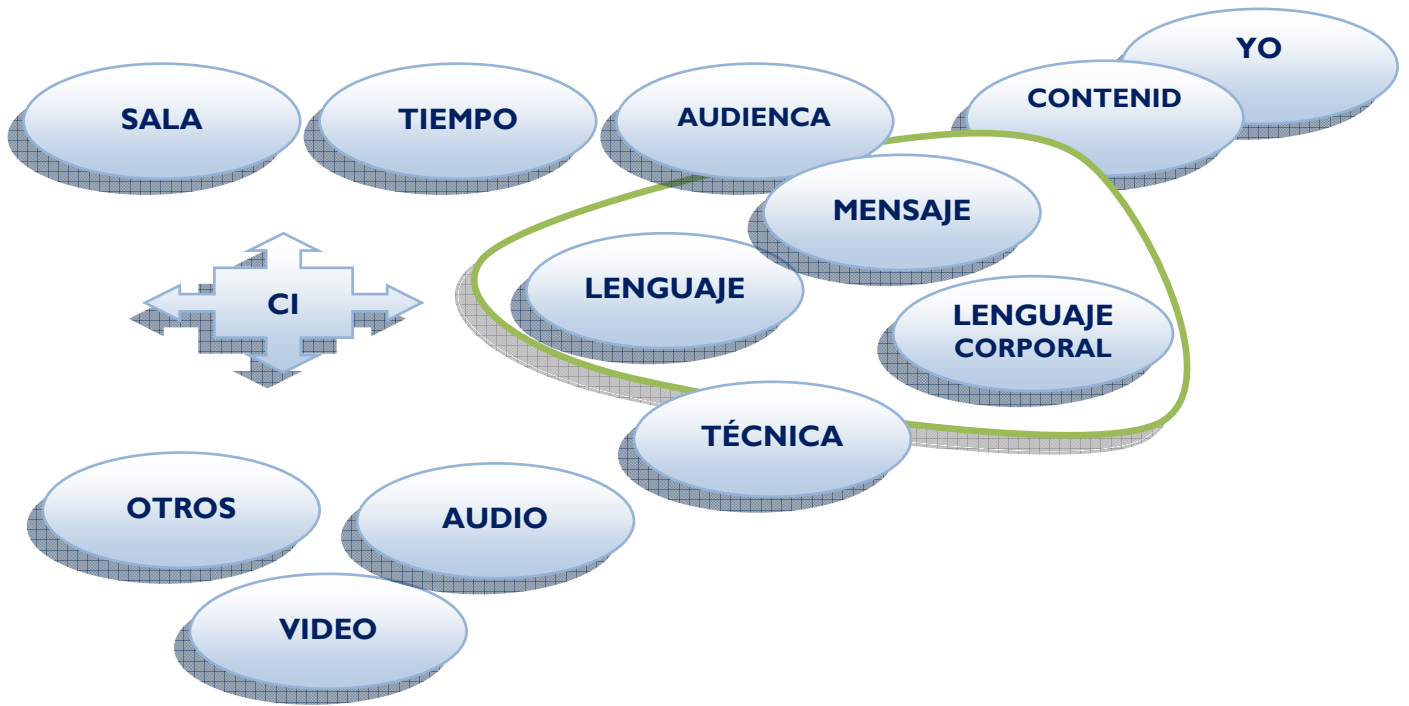 YO
CONTENID
SALA
TIEMPO
AUDIENCA
MENSAJE
LENGUAJE
CI
LENGUAJE
CORPORAL
TÉCNICA
OTROS
AUDIO
VIDEO